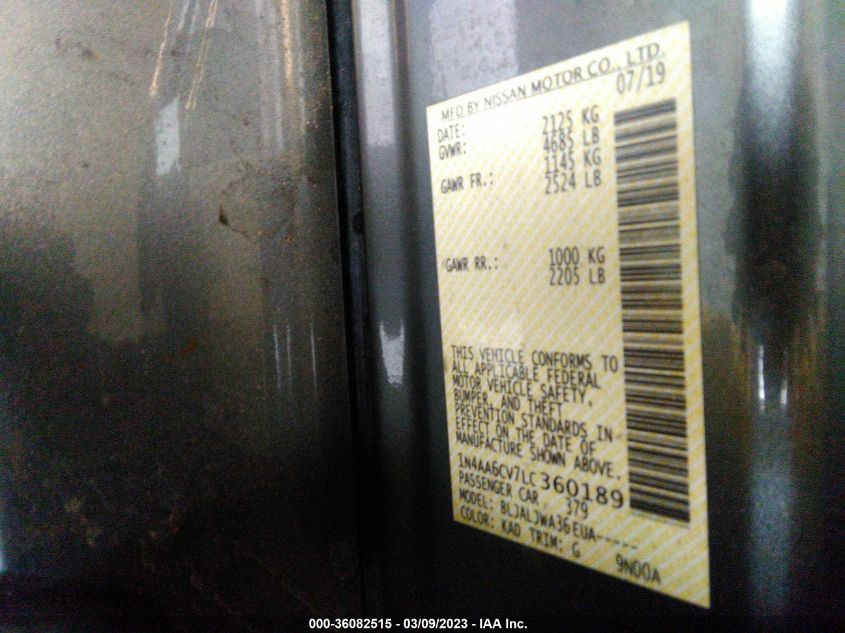 MFD BY NISSAN MOTOR CO., LTD.
DATE: 07/19
GVWR: 2125 KG
4685 LB
GAWR FR.: 1145 KG
2524 LB
GAWR RR.: 1000 KG
2205 LB
THIS VEHICLE CONFORMS TO
ALL APPLICABLE FEDERAL
MOTOR VEHICLE SAFETY,
BUMPER, AND THEFT
PREVENTION STANDARDS IN
EFFECT ON THE DATE OF
MANUFACTURE SHOWN ABOVE.
1N4AA6CV7LC360189
PASSENGER CAR 379
MODEL: BLJALJWA36EUA-----
COLOR: KAD TRIM: G
9N00A
000-36082515 - 03/09/2023 - IAA Inc.